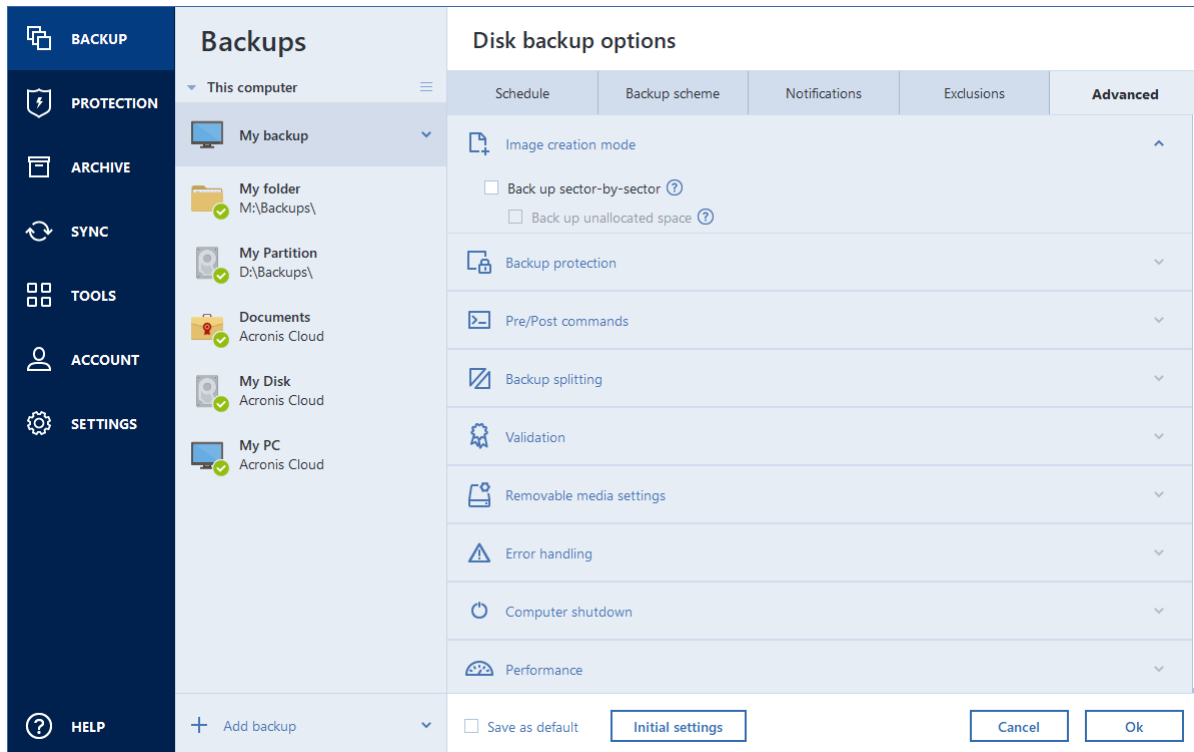 BACKUP
PROTECTION
ARCHIVE
SYNC
TOOLS
ACCOUNT
SETTINGS
HELP
Backups
This computer
My backup
My folder
M:\Backups\
My Partition
D:\Backups\
Documents
Acronis Cloud
My Disk
Acronis Cloud
My PC
Acronis Cloud
Add backup
Disk backup options
Schedule
Backup scheme
Notifications
Exclusions
Advanced
Image creation mode
Back up sector-by-sector ?
Back up unallocated space ?
Backup protection
Pre/Post commands
Backup splitting
Validation
Removable media settings
Error handling
Computer shutdown
Performance
Save as default
Initial settings
Cancel
Ok